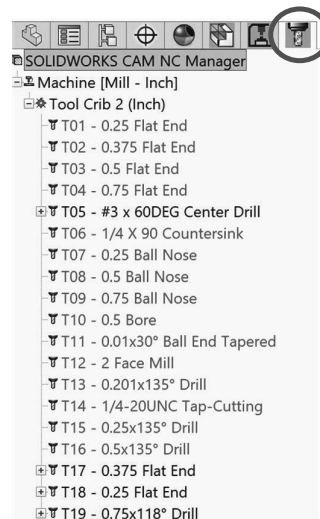 SOLIDWORKS CAM NC Manager
Machine [Mill - Inch]
Tool Crib 2 (Inch)
T01 - 0.25 Flat End
T02 - 0.375 Flat End
T03 - 0.5 Flat End
T04 - 0.75 Flat End
T05 - #3 x 60DEG Center Drill
T06 - 1/4 X 90 Countersink
T07 - 0.25 Ball Nose
T08 - 0.5 Ball Nose
T09 - 0.75 Ball Nose
T10 - 0.5 Bore
T11 - 0.01x30° Ball End Tapered
T12 - 2 Face Mill
T13 - 0.201x135° Drill
T14 - 1/4-20UNC Tap-Cutting
T15 - 0.25x135° Drill
T16 - 0.5x135° Drill
T17 - 0.375 Flat End
T18 - 0.25 Flat End
T19 - 0.75x118° Drill